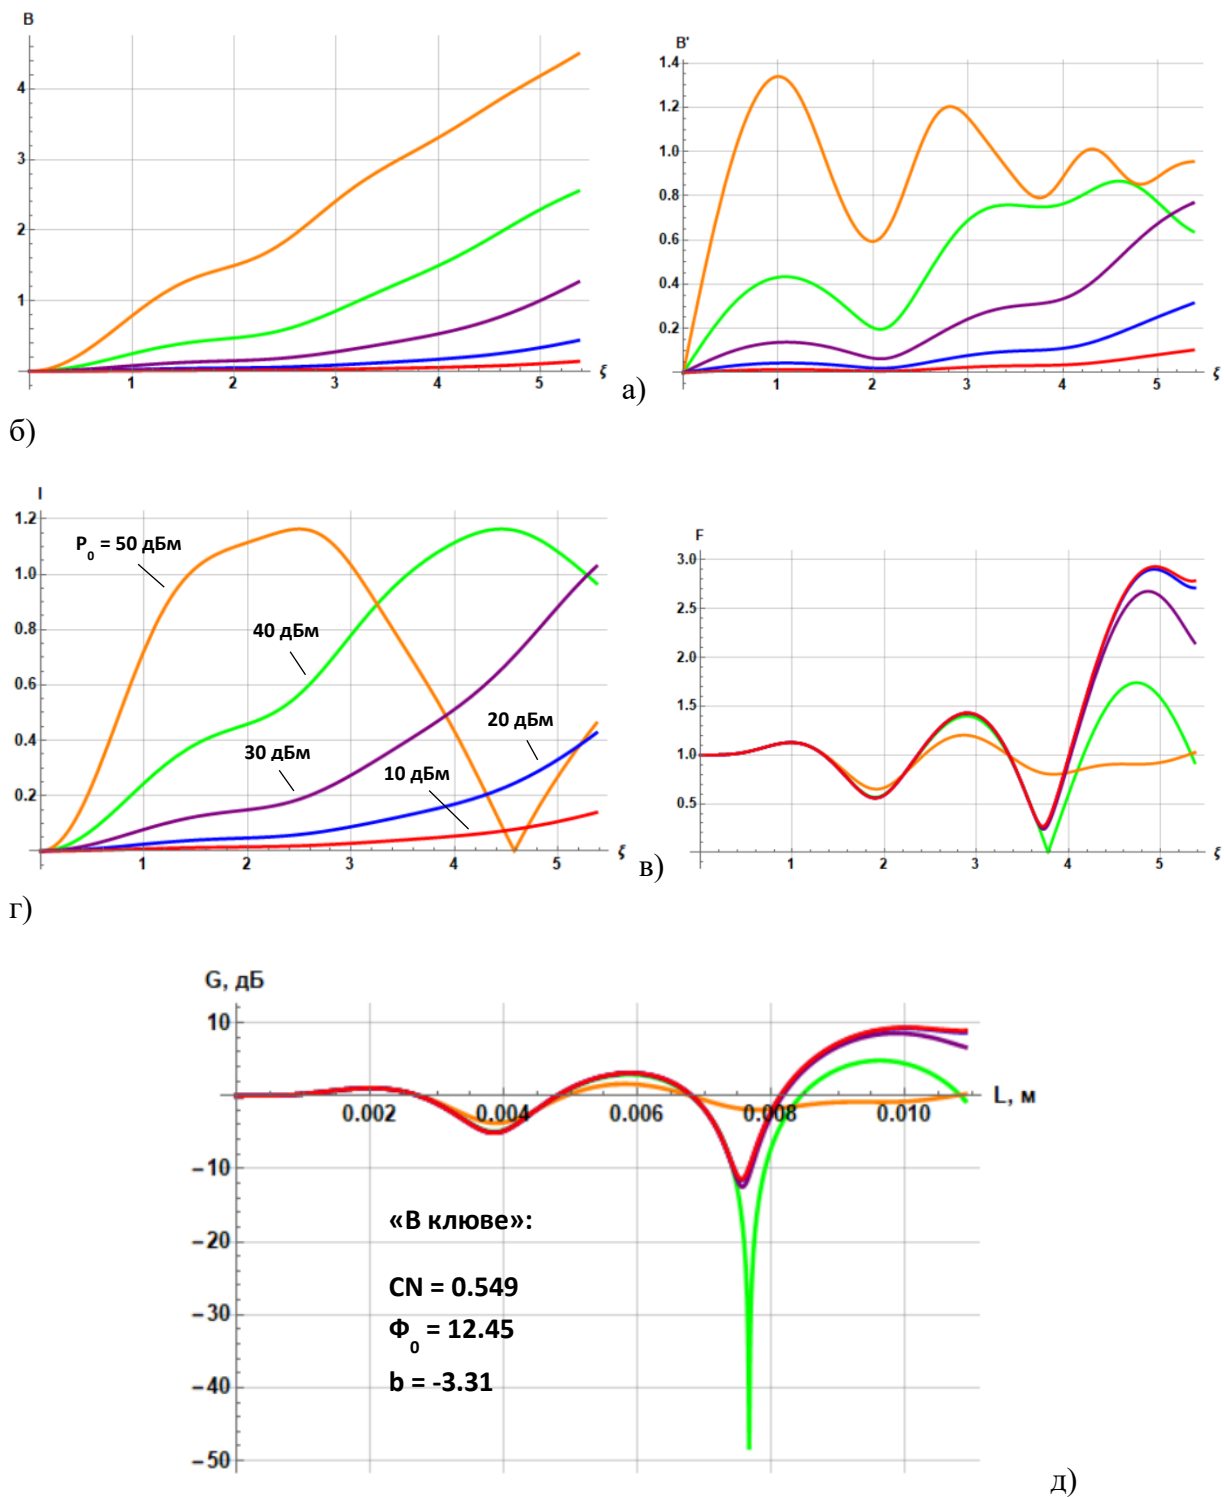 B
4
3
2
1
1
2
3
4
5
ξ
а)
B'
1.4
1.2
1.0
0.8
0.6
0.4
0.2
1
2
3
4
5
ξ
б)
I
1.2
1.0
0.8
0.6
0.4
0.2
P₀ = 50 дБм
40 дБм
30 дБм
20 дБм
10 дБм
1
2
3
4
5
ξ
в)
F
3.0
2.5
2.0
1.5
1.0
0.5
1
2
3
4
5
ξ
г)
G, дБ
10
−10
−20
−30
−40
−50
0.002
0.004
0.006
0.008
0.010
L, м
«В клюве»:
CN = 0.549
Φ₀ = 12.45
b = -3.31
д)